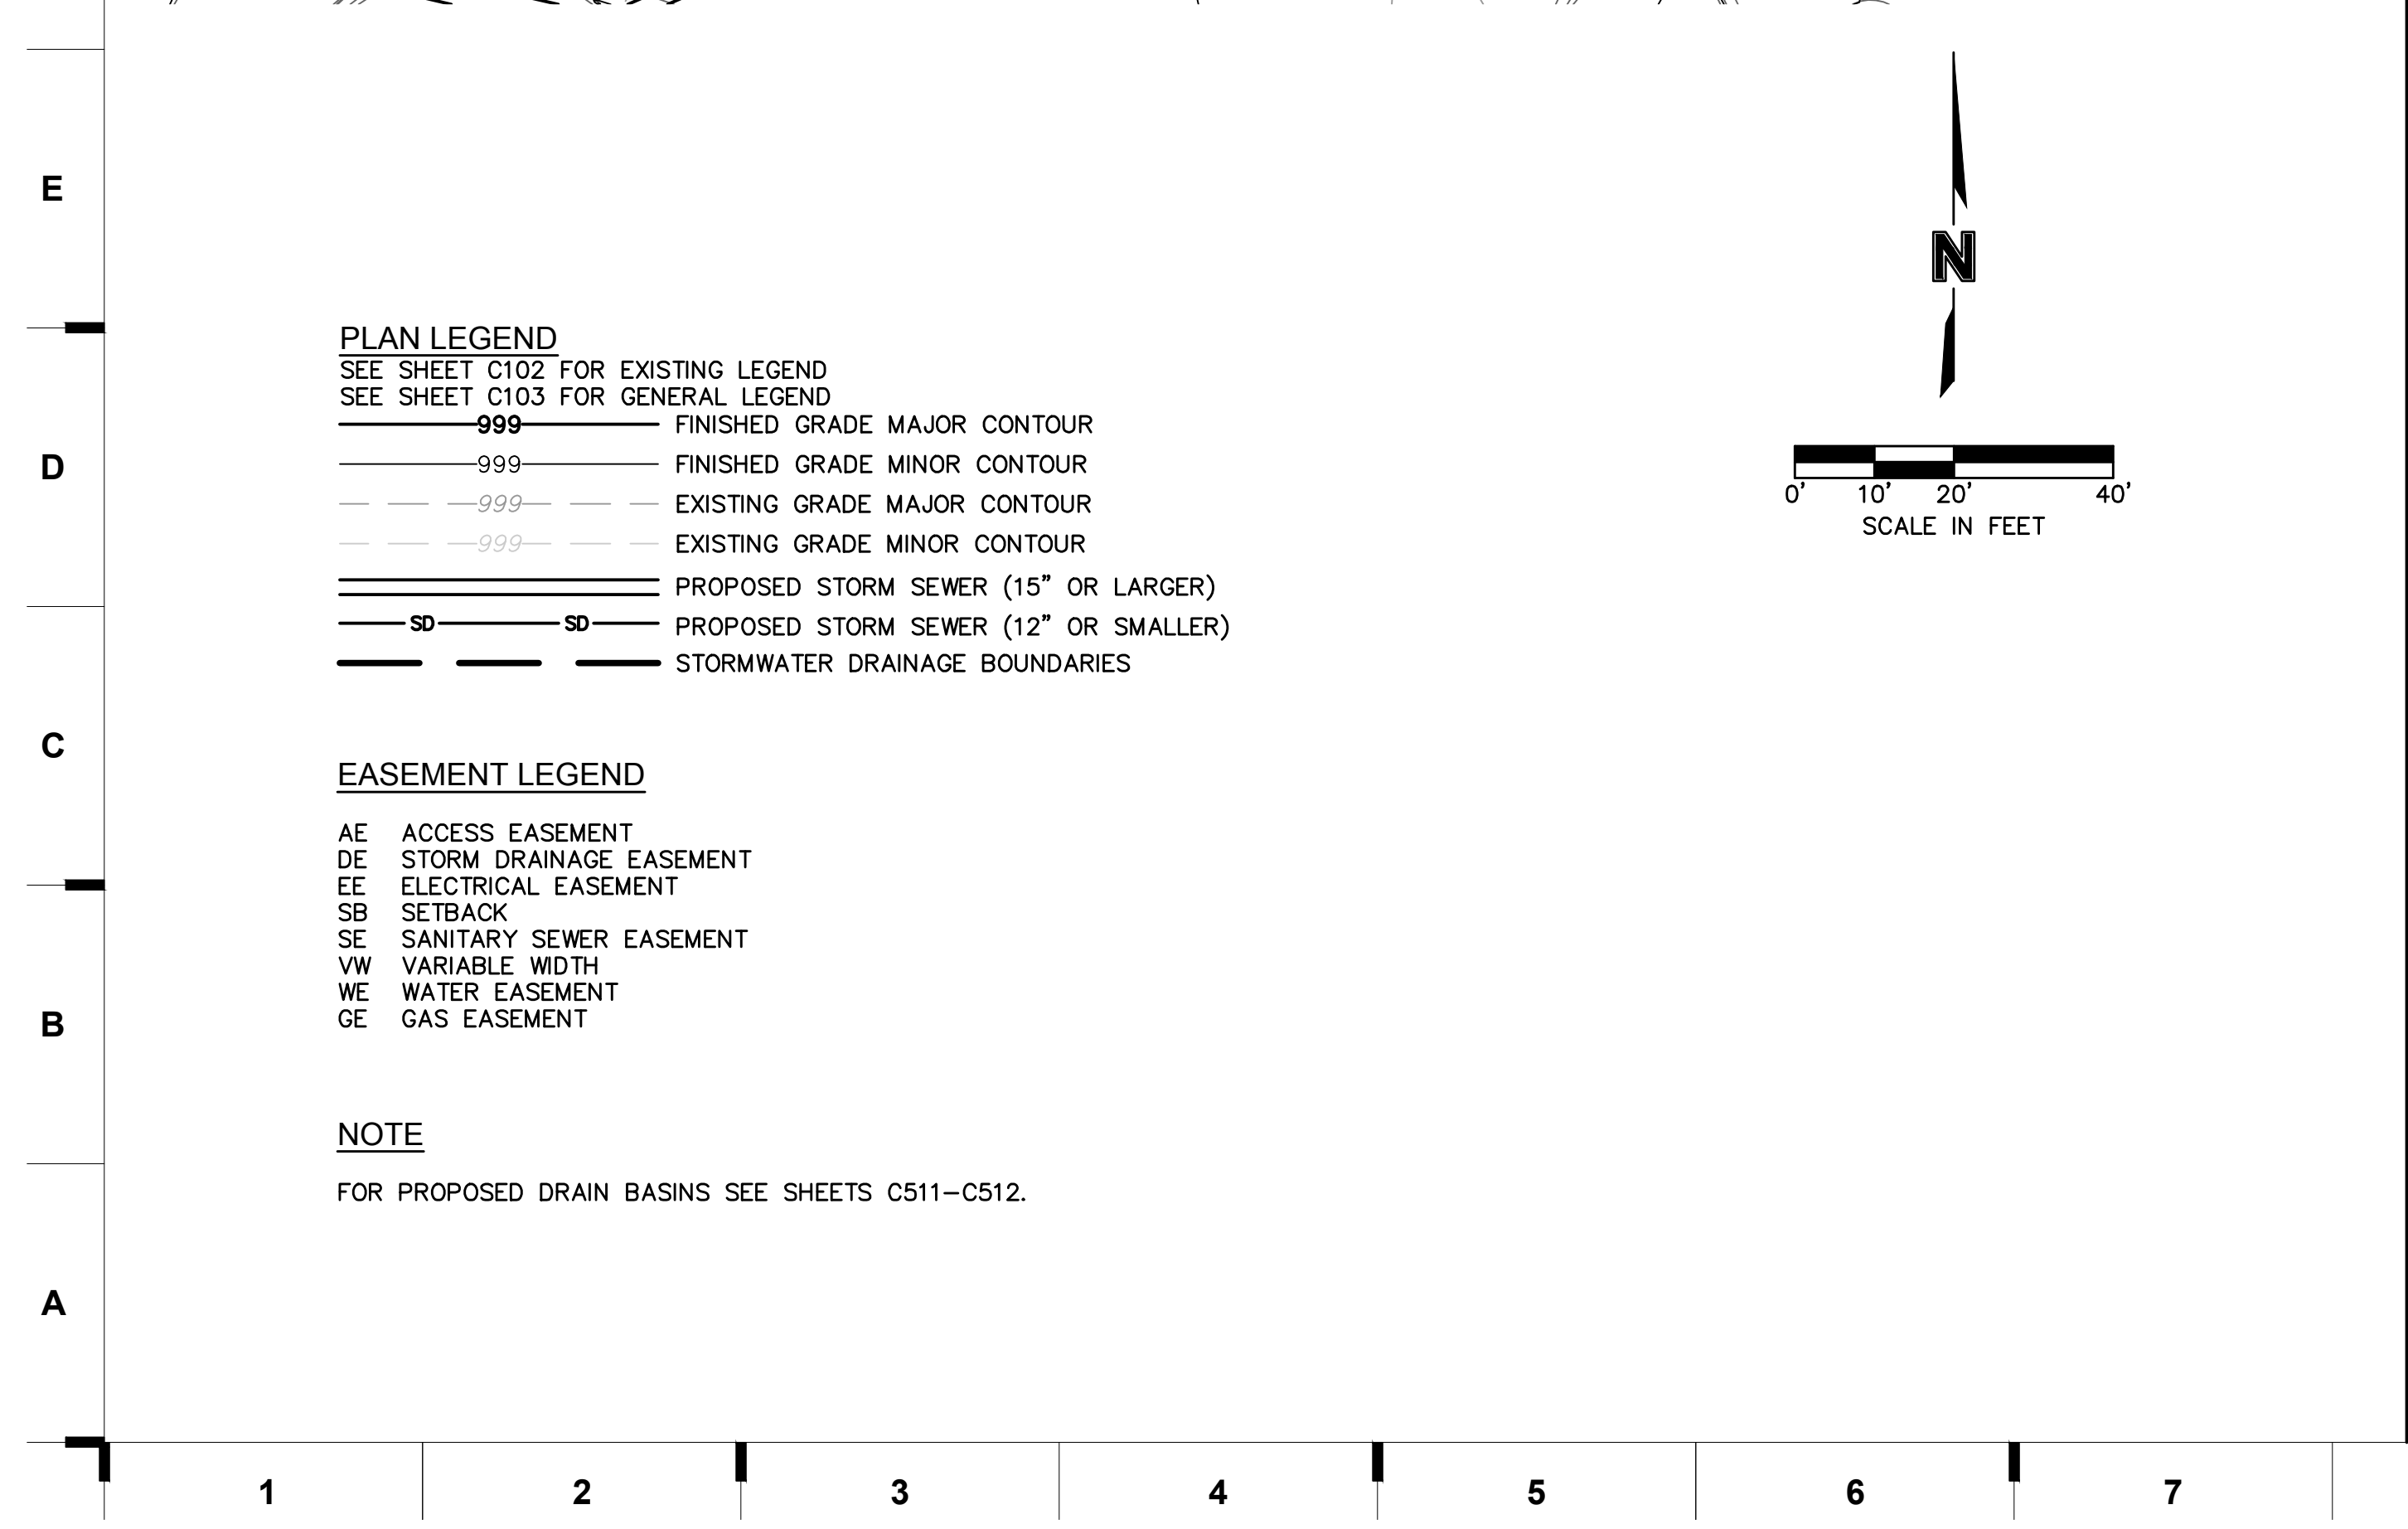 E
N
PLAN LEGEND
SEE SHEET C102 FOR EXISTING LEGEND
SEE SHEET C103 FOR GENERAL LEGEND
999 FINISHED GRADE MAJOR CONTOUR
999 FINISHED GRADE MINOR CONTOUR
999 EXISTING GRADE MAJOR CONTOUR
999 EXISTING GRADE MINOR CONTOUR
PROPOSED STORM SEWER (15" OR LARGER)
SD SD PROPOSED STORM SEWER (12" OR SMALLER)
STORMWATER DRAINAGE BOUNDARIES
D
0' 10' 20' 40'
SCALE IN FEET
C
EASEMENT LEGEND
AE ACCESS EASEMENT
DE STORM DRAINAGE EASEMENT
EE ELECTRICAL EASEMENT
SB SETBACK
SE SANITARY SEWER EASEMENT
VW VARIABLE WIDTH
WE WATER EASEMENT
GE GAS EASEMENT
B
NOTE
FOR PROPOSED DRAIN BASINS SEE SHEETS C511-C512.
A
1 2 3 4 5 6 7